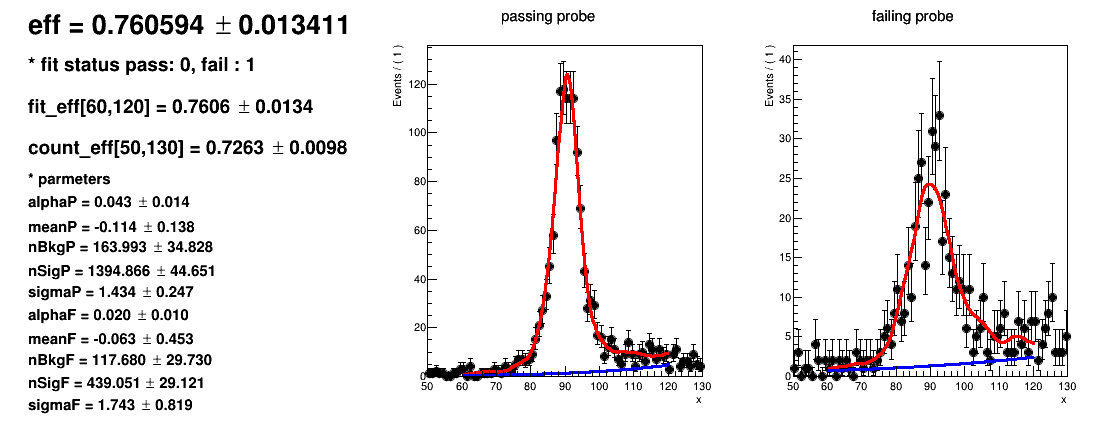 eff = 0.760594 ± 0.013411
* fit status pass: 0, fail : 1
fit_eff[60,120] = 0.7606 ± 0.0134
count_eff[50,130] = 0.7263 ± 0.0098
* parmeters
alphaP = 0.043 ± 0.014
meanP = -0.114 ± 0.138
nBkgP = 163.993 ± 34.828
nSigP = 1394.866 ± 44.651
sigmaP = 1.434 ± 0.247
alphaF = 0.020 ± 0.010
meanF = -0.063 ± 0.453
nBkgF = 117.680 ± 29.730
nSigF = 439.051 ± 29.121
sigmaF = 1.743 ± 0.819
passing probe
Events / ( 1 )
120
100
80
60
40
20
0
50 60 70 80 90 100 110 120 130
x
failing probe
Events / ( 1 )
40
35
30
25
20
15
10
5
0
50 60 70 80 90 100 110 120 130
x